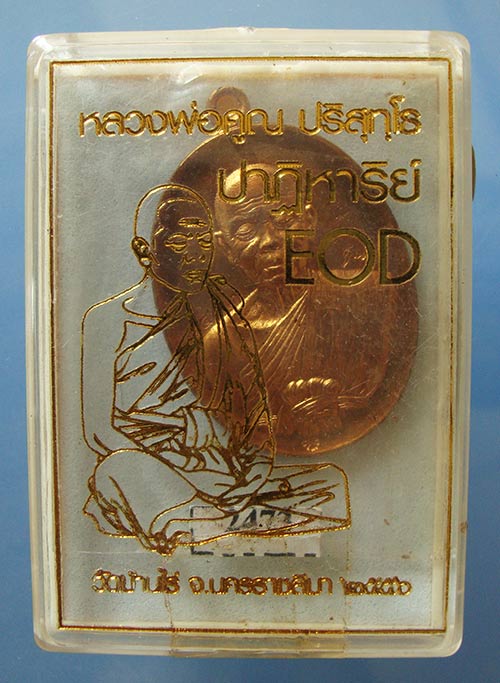 หลวงพ่อคูณ ปริสุทฺโธ
ปาฏิหาริย์
EOD
วัดบ้านไร่ จ.นครราชสีมา ๒๕๕๖